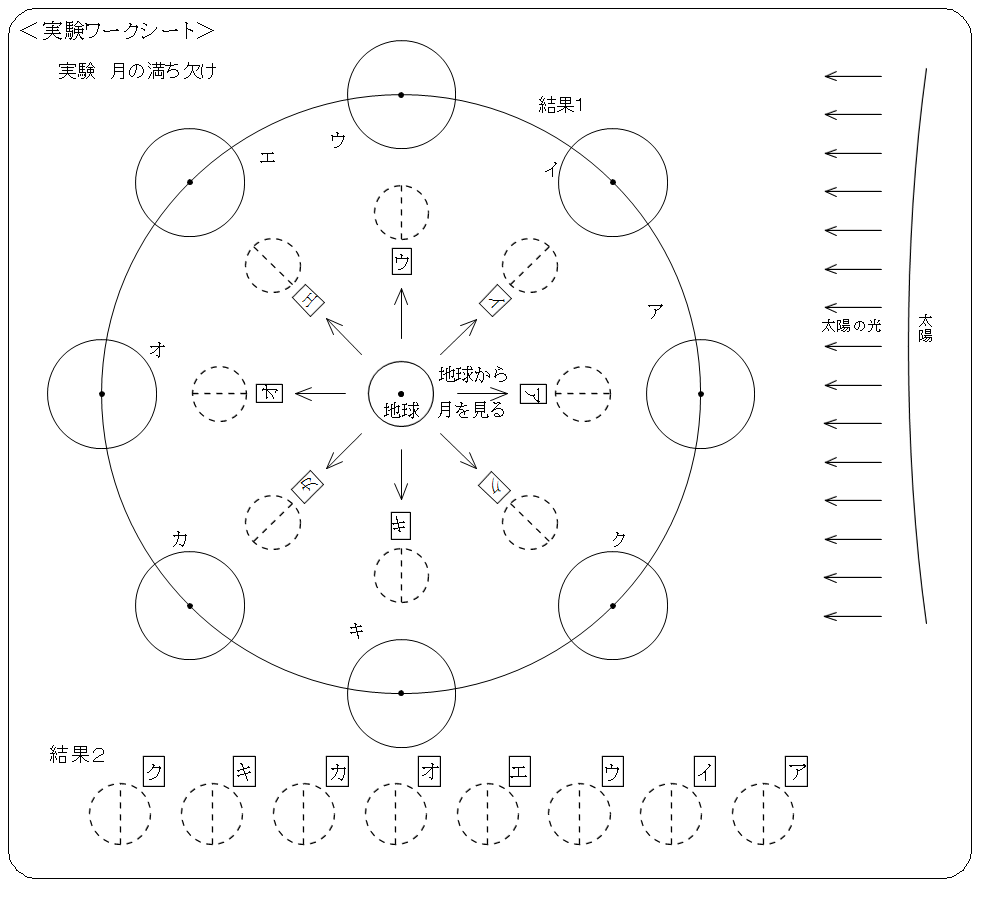 ＜実験ワークシート＞
実験　月の満ち欠け
結果１
ウ
エ
イ
ウ
エ
イ
ア
太陽の光
太陽
オ
オ
地球から
月を見る
ア
地球
カ
ク
キ
カ
ク
キ
結果２
ク
キ
カ
オ
エ
ウ
イ
ア